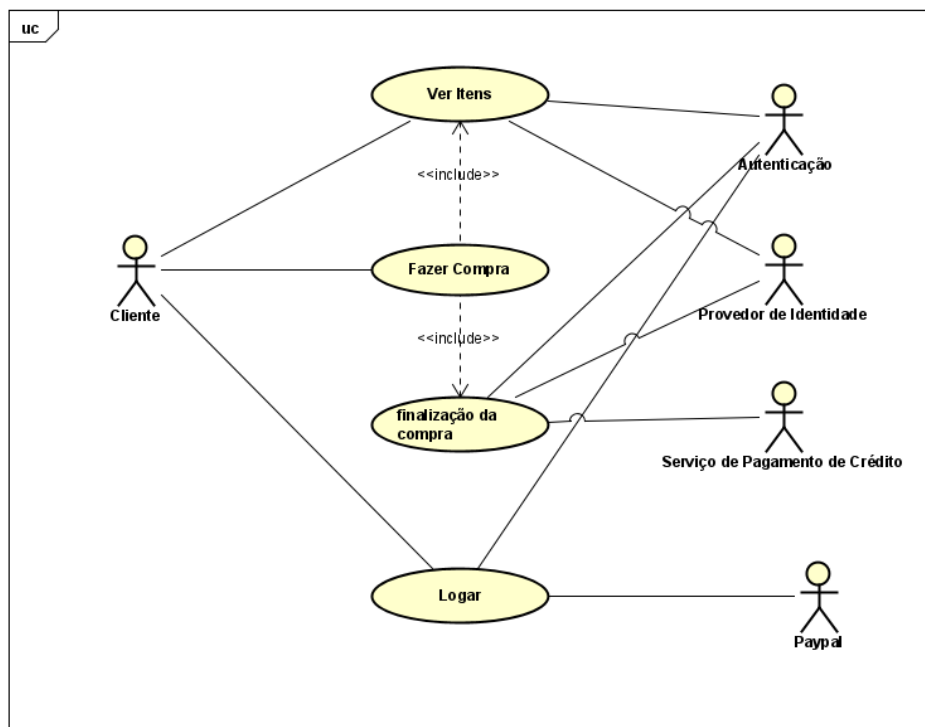 uc
Ver Itens
Autenticação
<<include>>
Fazer Compra
Cliente
Provedor de Identidade
<<include>>
finalização da
compra
Serviço de Pagamento de Crédito
Logar
Paypal